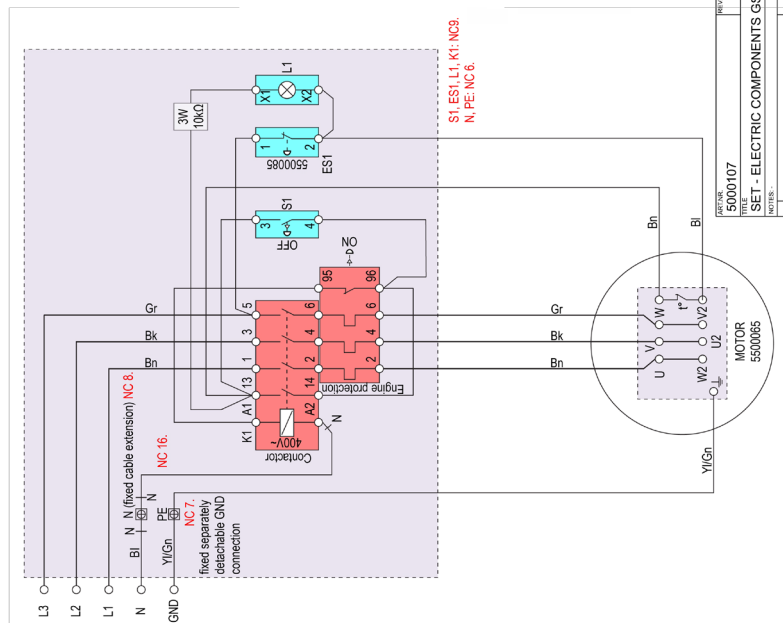 S1, ES1, L1, K1: NC9.
N, PE: NC 6.
ART.NR.
5000107
TITLE
SET - ELECTRIC COMPONENTS
NOTES: -
L1
X1
X2
3W
10kΩ
1
2
5500085
ES1
S1
3
4
OFF
ON
95
96
Bn
Bl
Gr
5
6
6
Gr
W
t°
V2
Bk
3
4
4
Bk
V
U2
Bn
1
2
2
Bn
U
W2
MOTOR
5500065
13
14
Engine protection
A1
A2
K1
400V~
Contactor
N
NC 16.
N (fixed cable extension) NC 8.
N
N
Bl
PE
NC 7.
Yl/Gn
fixed separately
detachable GND
connection
Yl/Gn
L3
L2
L1
N
GND